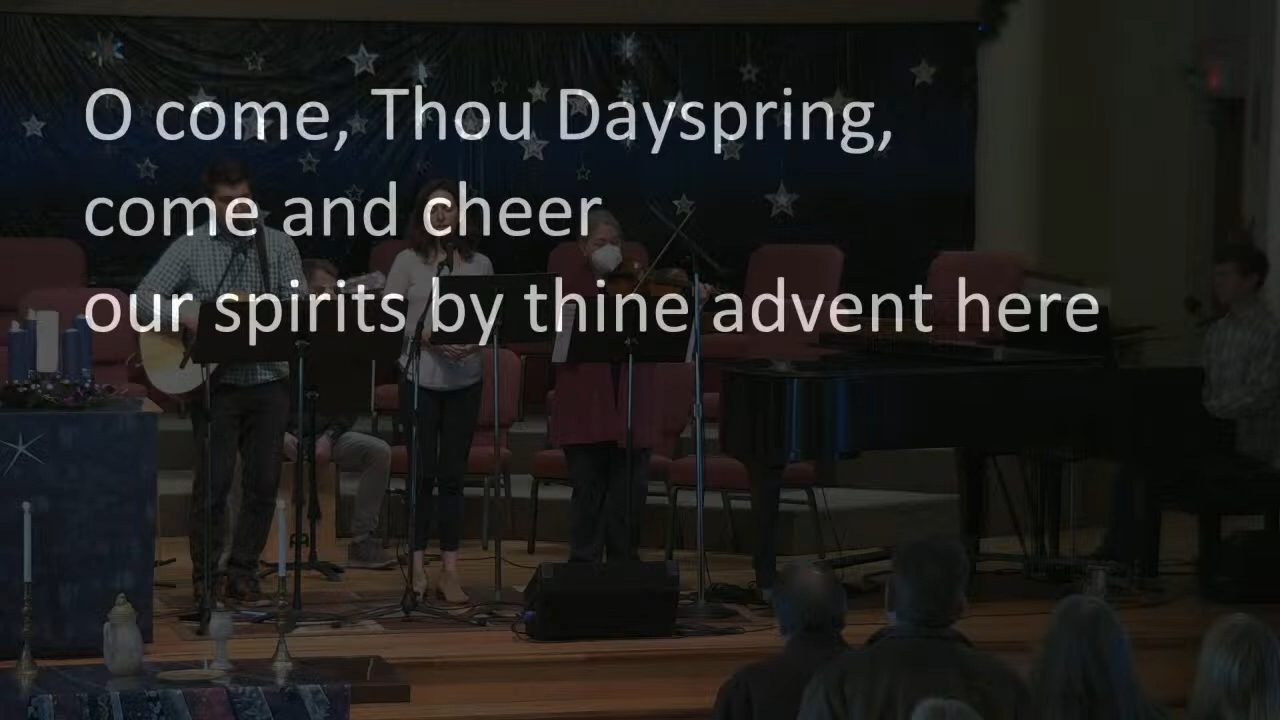 O come, Thou Dayspring,
come and cheer
our spirits by thine advent here